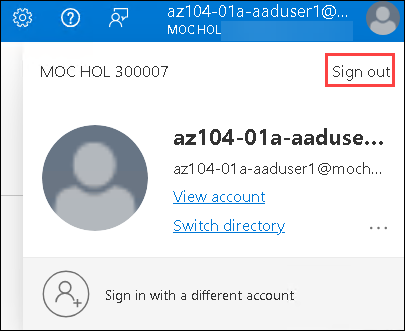 az104-01a-aaduser1@...
MOC HOL
MOC HOL 300007
Sign out
az104-01a-aaduse...
az104-01a-aaduser1@moch...
View account
Switch directory
...
Sign in with a different account